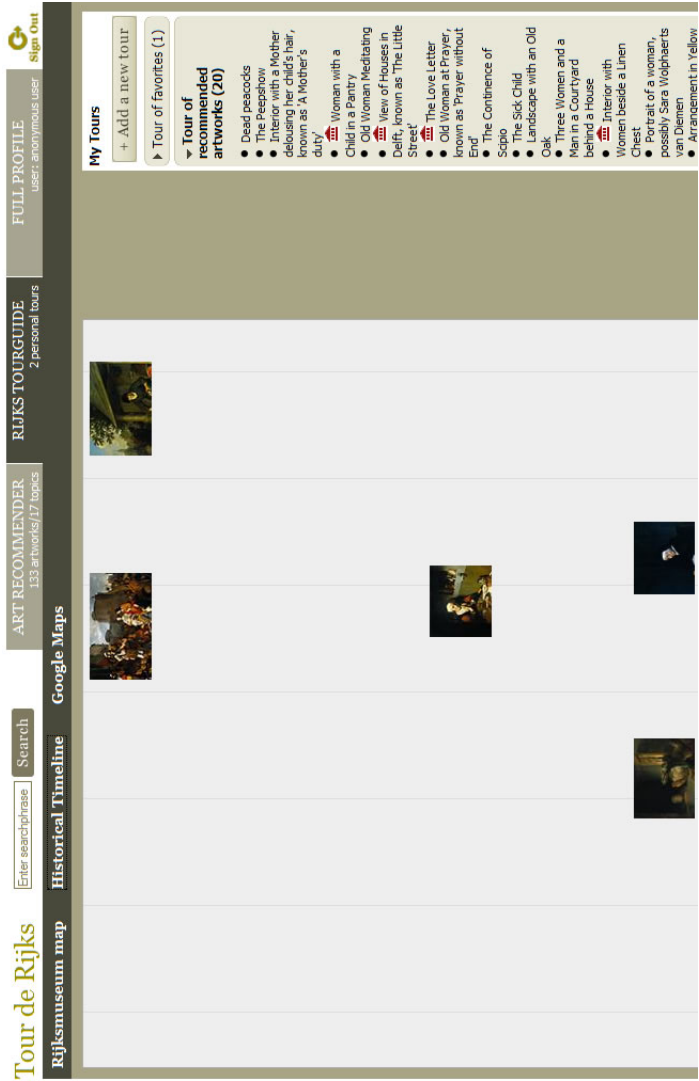 Tour de Rijks
Enter searchphrase
Search
ART RECOMMENDER
133 artworks/17 topics
RIJKS TOURGUIDE
2 personal tours
FULL PROFILE
user: anonymous user
Sign Out
Rijksmuseum map
Historical Timeline
Google Maps
My Tours
+ Add a new tour
Tour of favorites (1)
Tour of
recommended
artworks (20)
• Dead peacocks
• The Peepshow
• Interior with a Mother
delousing her child's hair,
known as 'A Mother's
duty'
• Woman with a
Child in a Pantry
• Old Woman Meditating
• View of Houses in
Delft, known as 'The Little
Street'
• The Love Letter
• Old Woman at Prayer,
known as 'Prayer without
End'
• The Continence of
Scipio
• The Sick Child
• Landscape with an Old
Oak
• Three Women and a
Man in a Courtyard
behind a House
• Interior with
Women beside a Linen
Chest
• Portrait of a woman,
possibly Sara Wolphaerts
van Diemen
• Arrangement in Yellow